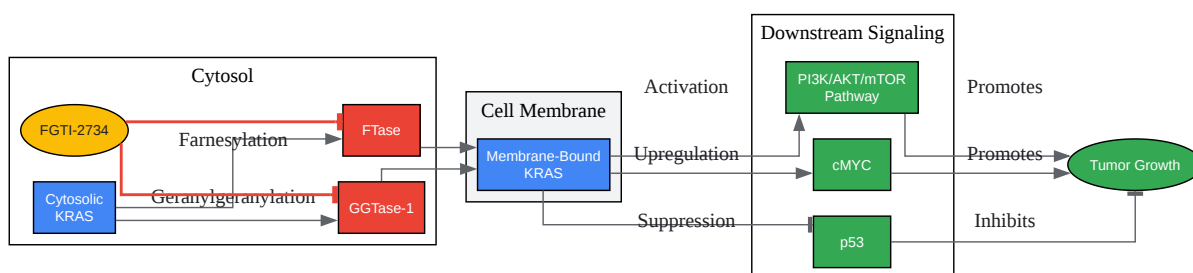 Downstream Signaling
Cytosol
PI3K/AKT/mTOR
Pathway
Activation
Promotes
Cell Membrane
FGTI-2734
FTase
Farnesylation
Membrane-Bound
KRAS
Upregulation
cMYC
Promotes
Tumor Growth
Cytosolic
KRAS
Geranylgeranylation
GGTase-1
Suppression
p53
Inhibits